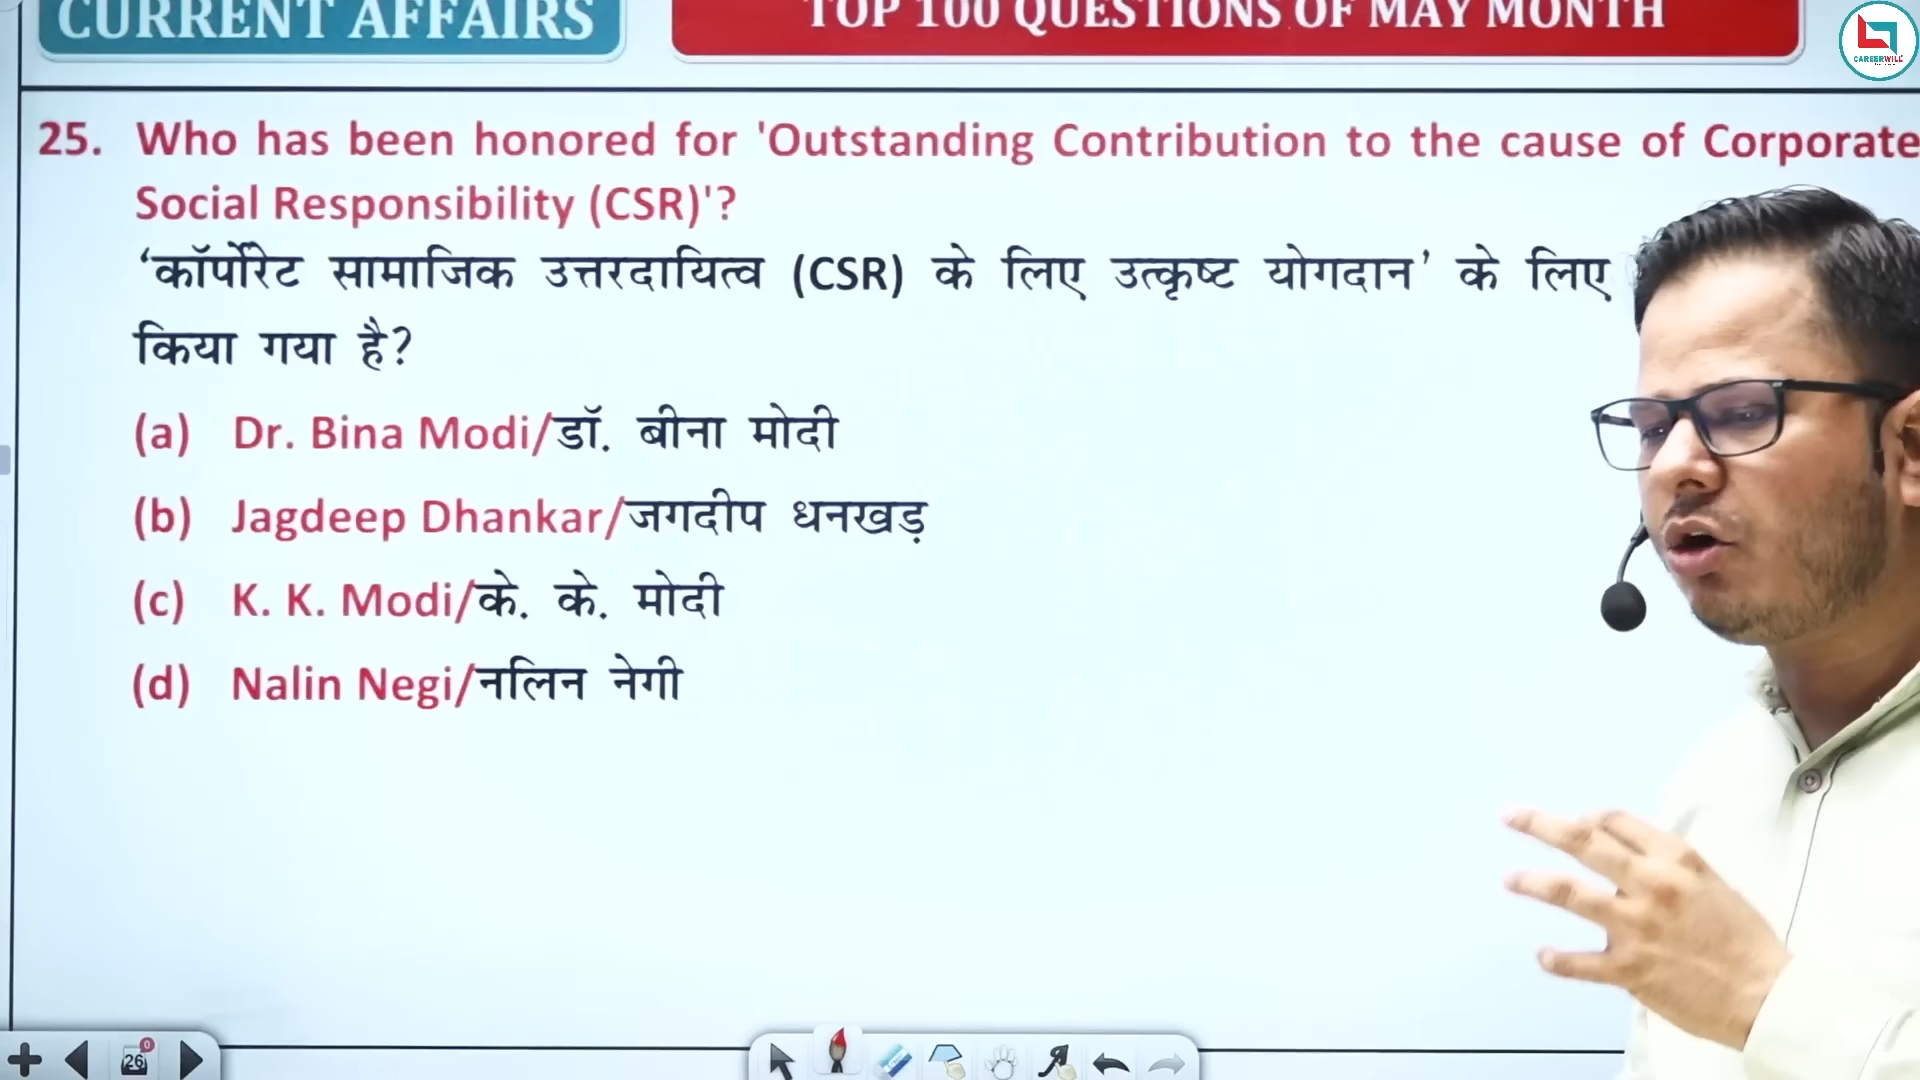 CURRENT AFFAIRS
TOP 100 QUESTIONS OF MAY MONTH
CAREERWILL
25. Who has been honored for 'Outstanding Contribution to the cause of Corporate
Social Responsibility (CSR)'?
‘कॉर्पोरेट सामाजिक उत्तरदायित्व (CSR) के लिए उत्कृष्ट योगदान’ के लिए
किया गया है?
(a) Dr. Bina Modi/डॉ. बीना मोदी
(b) Jagdeep Dhankar/जगदीप धनखड़
(c) K. K. Modi/के. के. मोदी
(d) Nalin Negi/नलिन नेगी
26
0